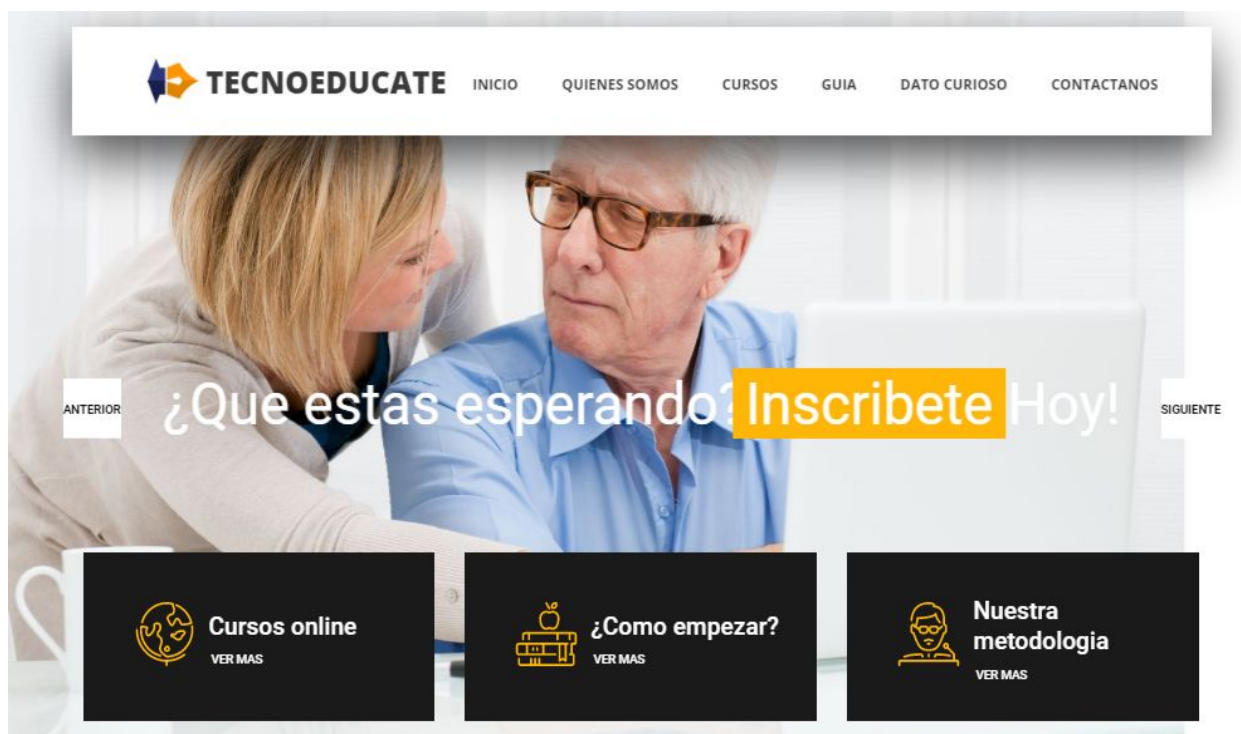 TECNOEDUCATE INICIO QUIENES SOMOS CURSOS GUIA DATO CURIOSO CONTACTANOS
ANTERIOR ¿Que estas esperando? Inscribete Hoy! SIGUIENTE
Cursos online
VER MAS
¿Como empezar?
VER MAS
Nuestra
metodologia
VER MAS